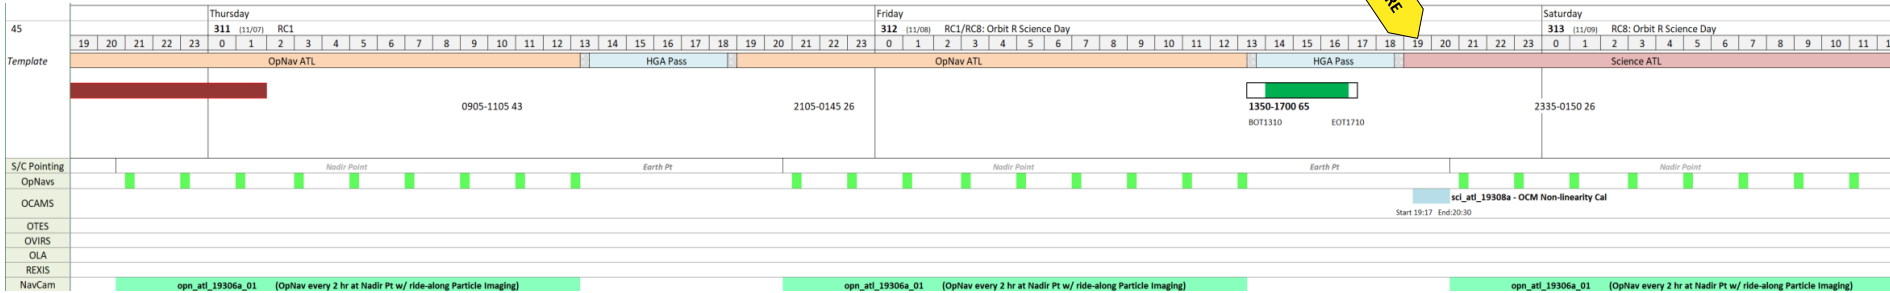 RE
Thursday Friday Saturday
45 311 (11/07) RC1 312 (11/08) RC1/RC8: Orbit R Science Day 313 (11/09) RC8: Orbit R Science Day
19 20 21 22 23 0 1 2 3 4 5 6 7 8 9 10 11 12 13 14 15 16 17 18 19 20 21 22 23 0 1 2 3 4 5 6 7 8 9 10 11 12 13 14 15 16 17 18 19 20 21 22 23 0 1 2 3 4 5 6 7 8 9 10 11 1
Template OpNav ATL HGA Pass OpNav ATL HGA Pass Science ATL
0905-1105 43 2105-0145 26 1350-1700 65 2335-0150 26
BOT1310 EOT1710
S/C Pointing Nadir Point Earth Pt Nadir Point Earth Pt Nadir Point
OpNavs
OCAMS sci_atl_19308a - OCM Non-linearity Cal
Start 19:17 End:20:30
OTES
OVIRS
OLA
REXIS
NavCam opn_atl_19306a_01 (OpNav every 2 hr at Nadir Pt w/ ride-along Particle Imaging) opn_atl_19306a_01 (OpNav every 2 hr at Nadir Pt w/ ride-along Particle Imaging) opn_atl_19306a_01 (OpNav every 2 hr at Nadir Pt w/ ride-along Particle Imaging)